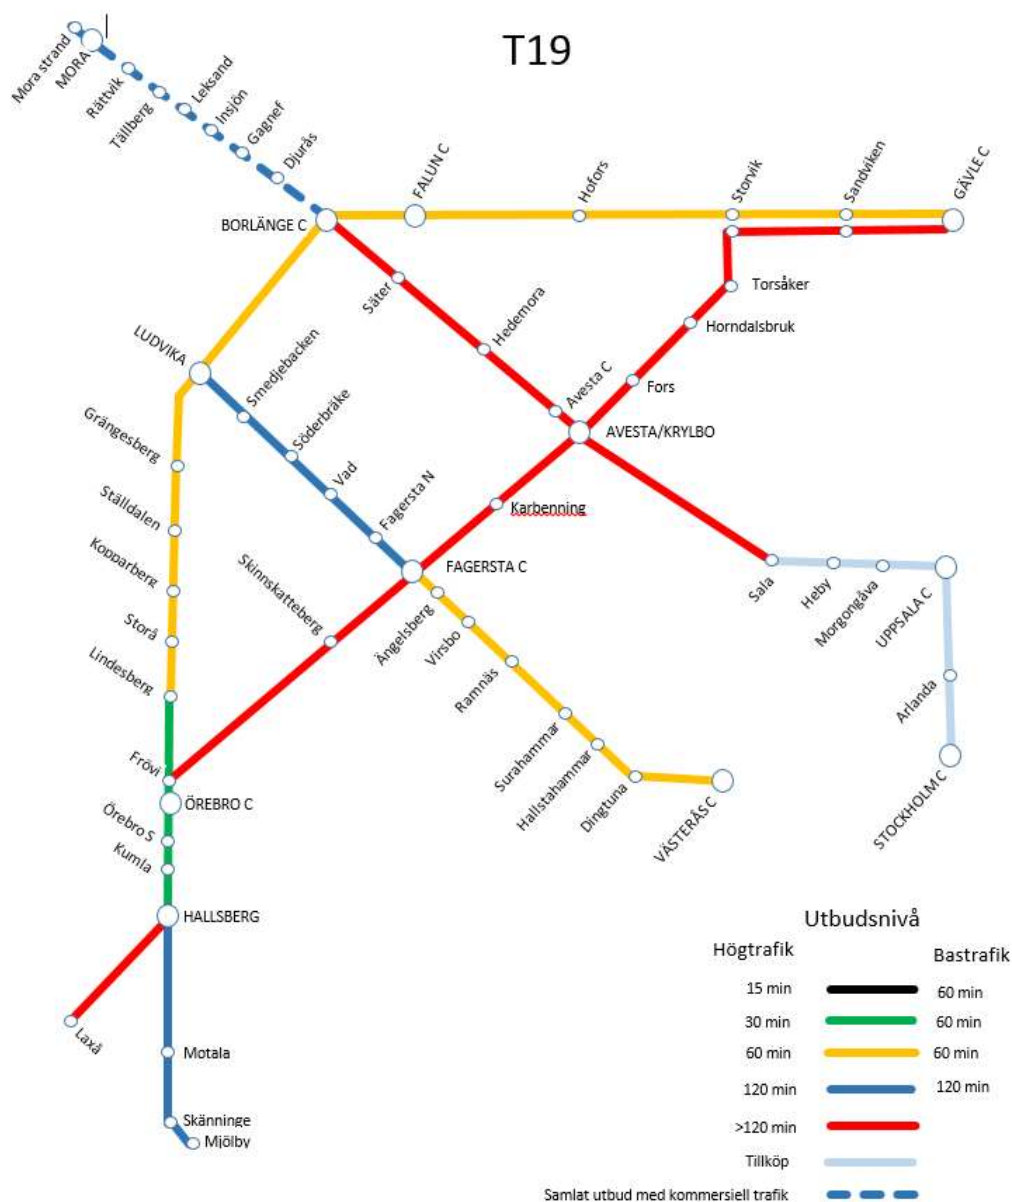 T19
Mora strand
MORA
Rättvik
Tällberg
Leksand
Insjön
Gagnef
Djurås
BORLÄNGE C
FALUN C
Hofors
Storvik
Sandviken
GÄVLE C
Torsåker
Horndalsbruk
Fors
Säter
Hedemora
Avesta C
AVESTA/KRYLBO
LUDVIKA
Smedjebacken
Söderbräke
Vad
Fagersta N
FAGERSTA C
Karbenning
Skinnskatteberg
Grängesberg
Ställdalen
Kopparberg
Storå
Lindesberg
Frövi
ÖREBRO C
Örebro S
Kumla
HALLSBERG
Laxå
Motala
Skänninge
Mjölby
Ängelsberg
Virsbo
Ramnäs
Surahammar
Hallstahammar
Dingtuna
VÄSTERÅS C
Sala
Heby
Morgongåva
UPPSALA C
Arlanda
STOCKHOLM C
Utbudsnivå
Högtrafik Bastrafik
15 min 60 min
30 min 60 min
60 min 60 min
120 min 120 min
>120 min
Tillköp
Samlat utbud med kommersiell trafik